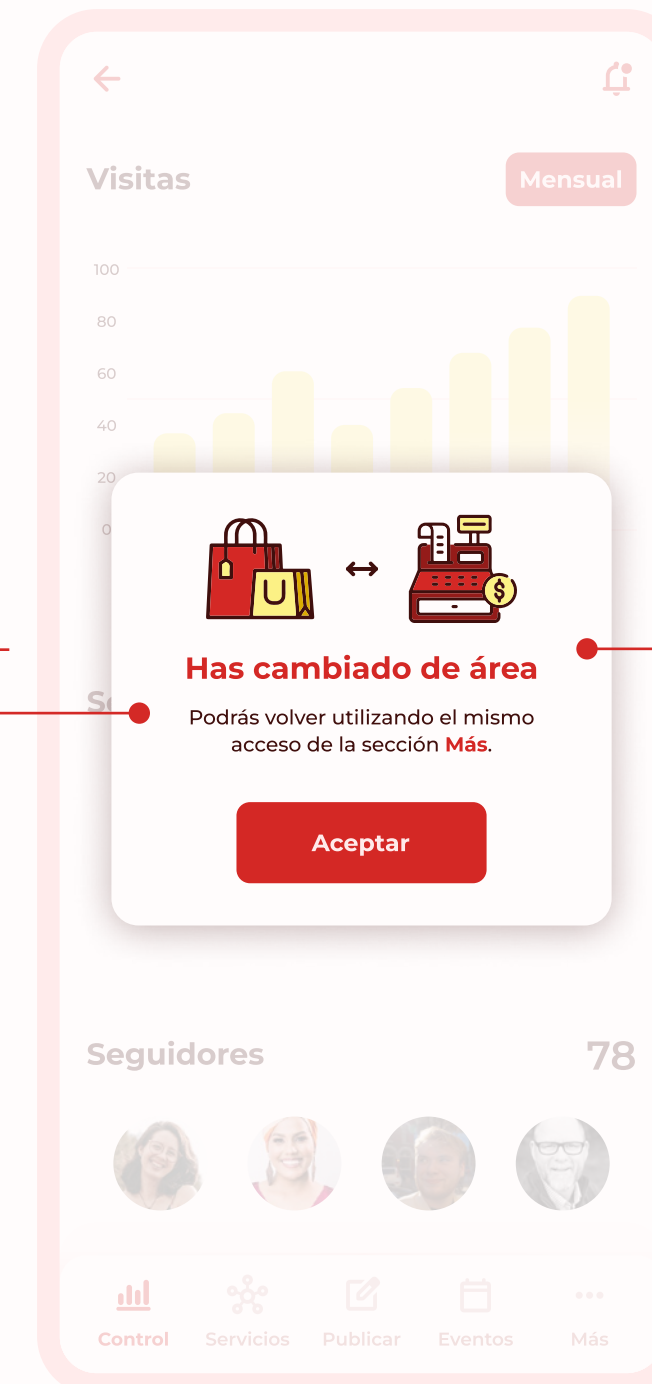 Visitas
Mensual
100
80
60
40
20
0
$
Has cambiado de área
Podrás volver utilizando el mismo
acceso de la sección Más.
Aceptar
Seguidores
78
Control
Servicios
Publicar
Eventos
Más